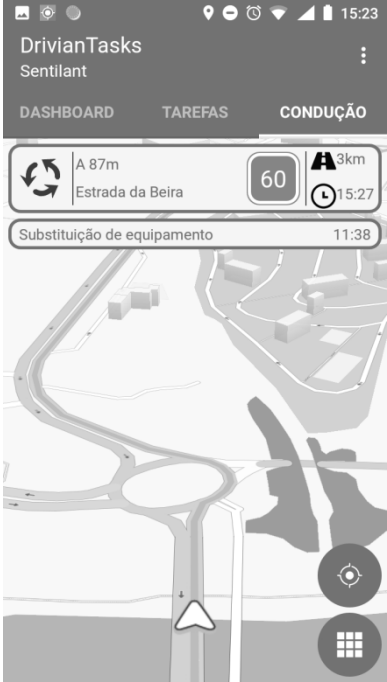 15:23
DrivianTasks
Sentilant
DASHBOARD TAREFAS CONDUÇÃO
A 87m
Estrada da Beira
60
3km
15:27
Substituição de equipamento 11:38